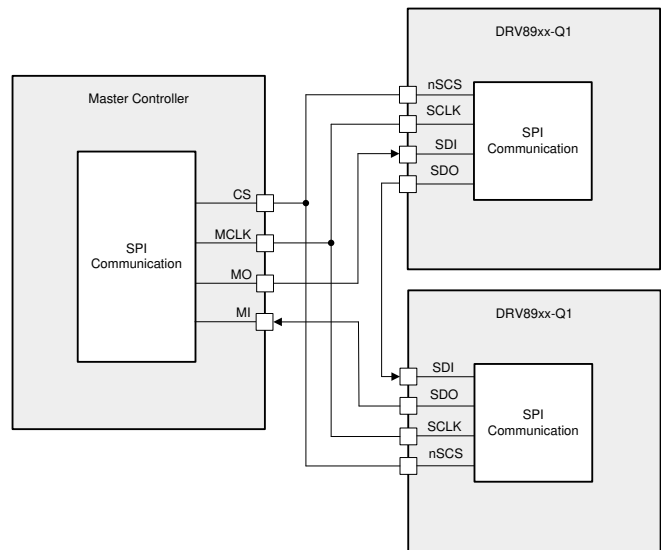 Master Controller
SPI
Communication
CS
MCLK
MO
MI
DRV89xx-Q1
nSCS
SCLK
SDI
SDO
SPI
Communication
DRV89xx-Q1
SDI
SDO
SCLK
nSCS
SPI
Communication